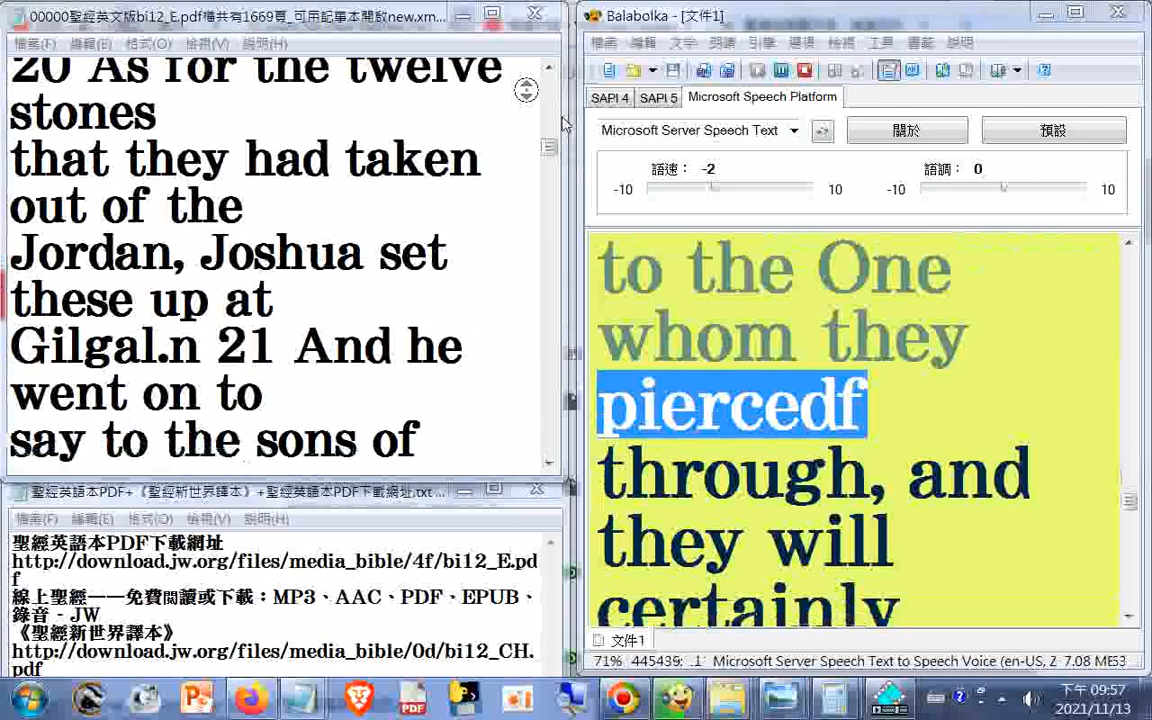 00000聖經英文版bi12_E.pdf檔共有1669頁_可用記事本開啟new.xm...
檔案(F) 編輯(E) 格式(O) 檢視(V) 說明(H)
20 As for the twelve
stones
that they had taken
out of the
Jordan, Joshua set
these up at
Gilgal.n 21 And he
went on to
say to the sons of
聖經英語本PDF+《聖經新世界譯本》+聖經英語本PDF下載網址.txt ...
檔案(F) 編輯(E) 格式(O) 檢視(V) 說明(H)
聖經英語本PDF下載網址
http://download.jw.org/files/media_bible/4f/bi12_E.pd
f
線上聖經——免費閱讀或下載：MP3、AAC、PDF、EPUB、
錄音 - JW
《聖經新世界譯本》
http://download.jw.org/files/media_bible/0d/bi12_CH.
pdf
Balabolka - [文件1]
檔案 編輯 文字 朗讀 引擎 選項 檢視 工具 書籤 說明
SAPI 4 SAPI 5 Microsoft Speech Platform
Microsoft Server Speech Text 關於 預設
語速： -2 語調： 0
-10 10 -10 10
to the One
whom they
piercedf
through, and
they will
certainly
文件1
71% 445439; Microsoft Server Speech Text to Speech Voice (en-US, Z 7.08 ME53
下午 09:57
2021/11/13